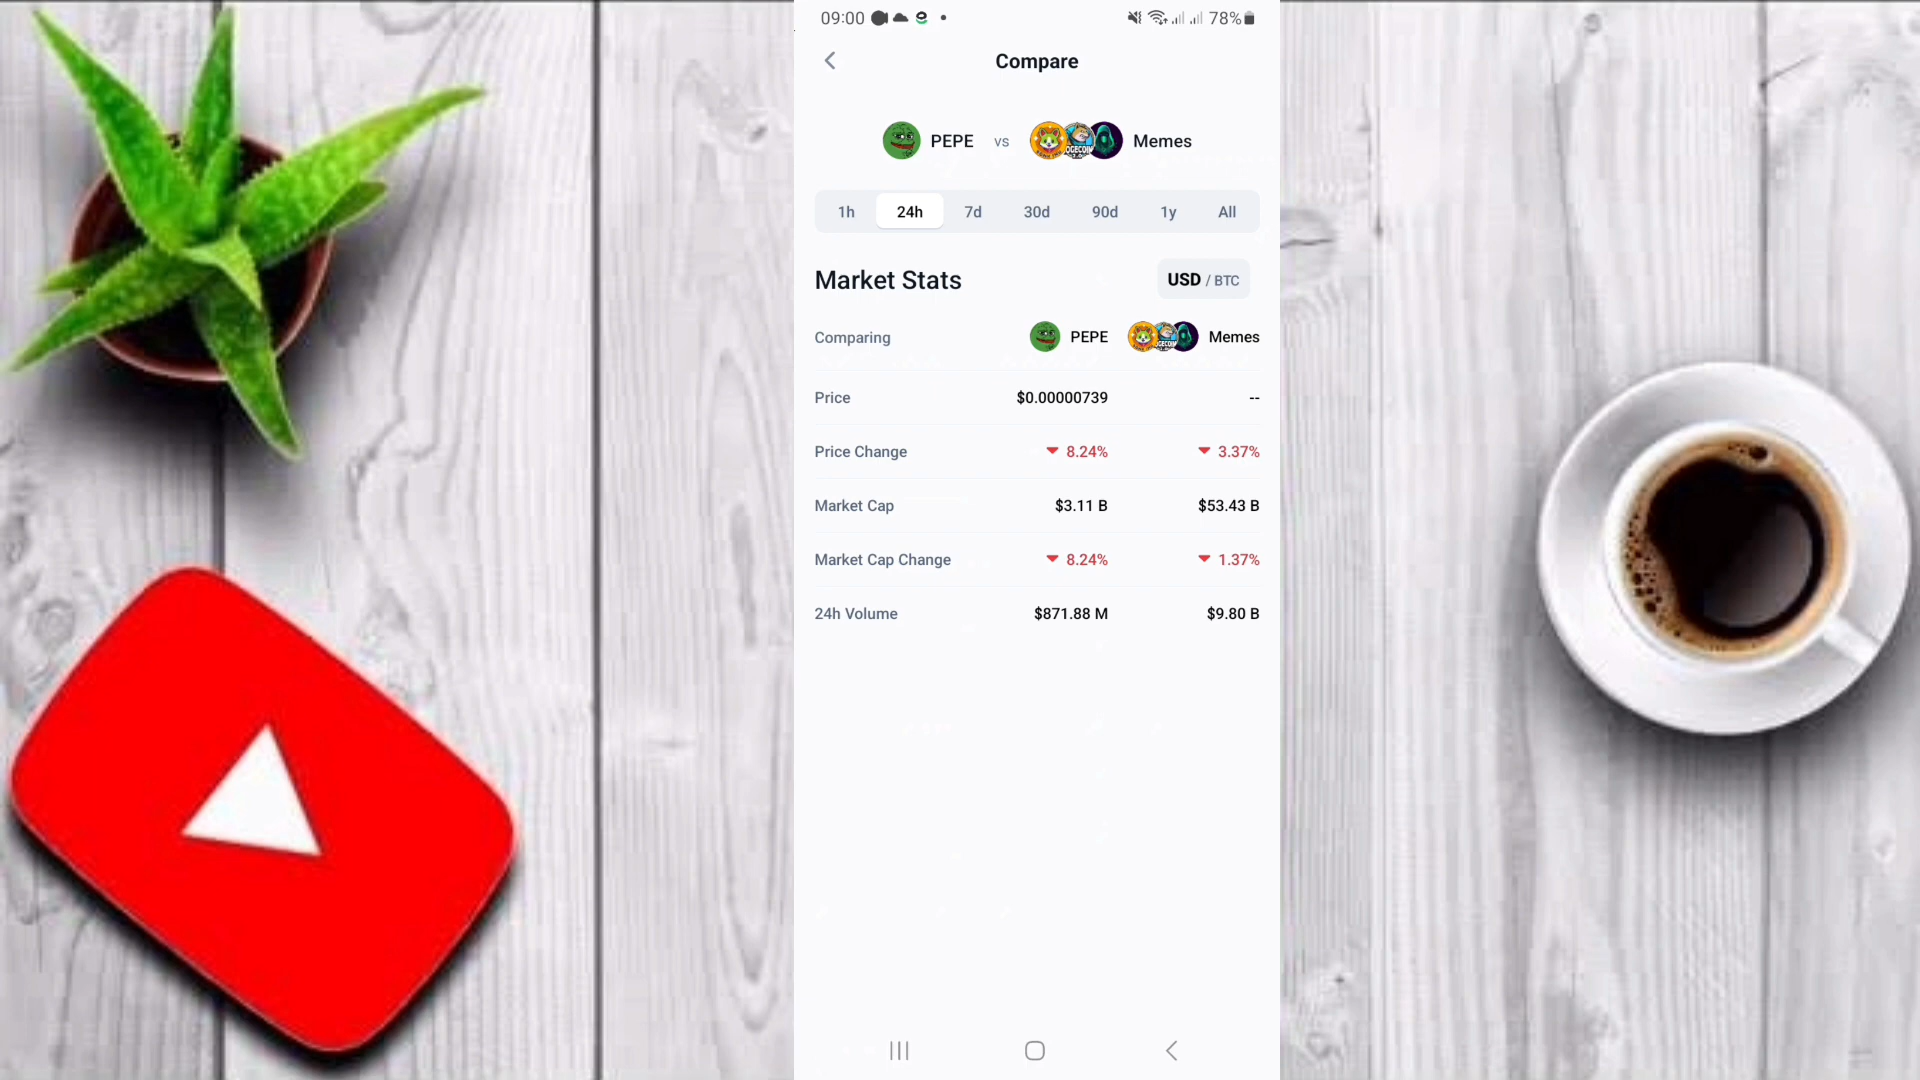 09:00
78%
Compare
PEPE vs Memes
1h 24h 7d 30d 90d 1y All
Market Stats USD / BTC
Comparing PEPE Memes
Price $0.00000739 --
Price Change 8.24% 3.37%
Market Cap $3.11 B $53.43 B
Market Cap Change 8.24% 1.37%
24h Volume $871.88 M $9.80 B